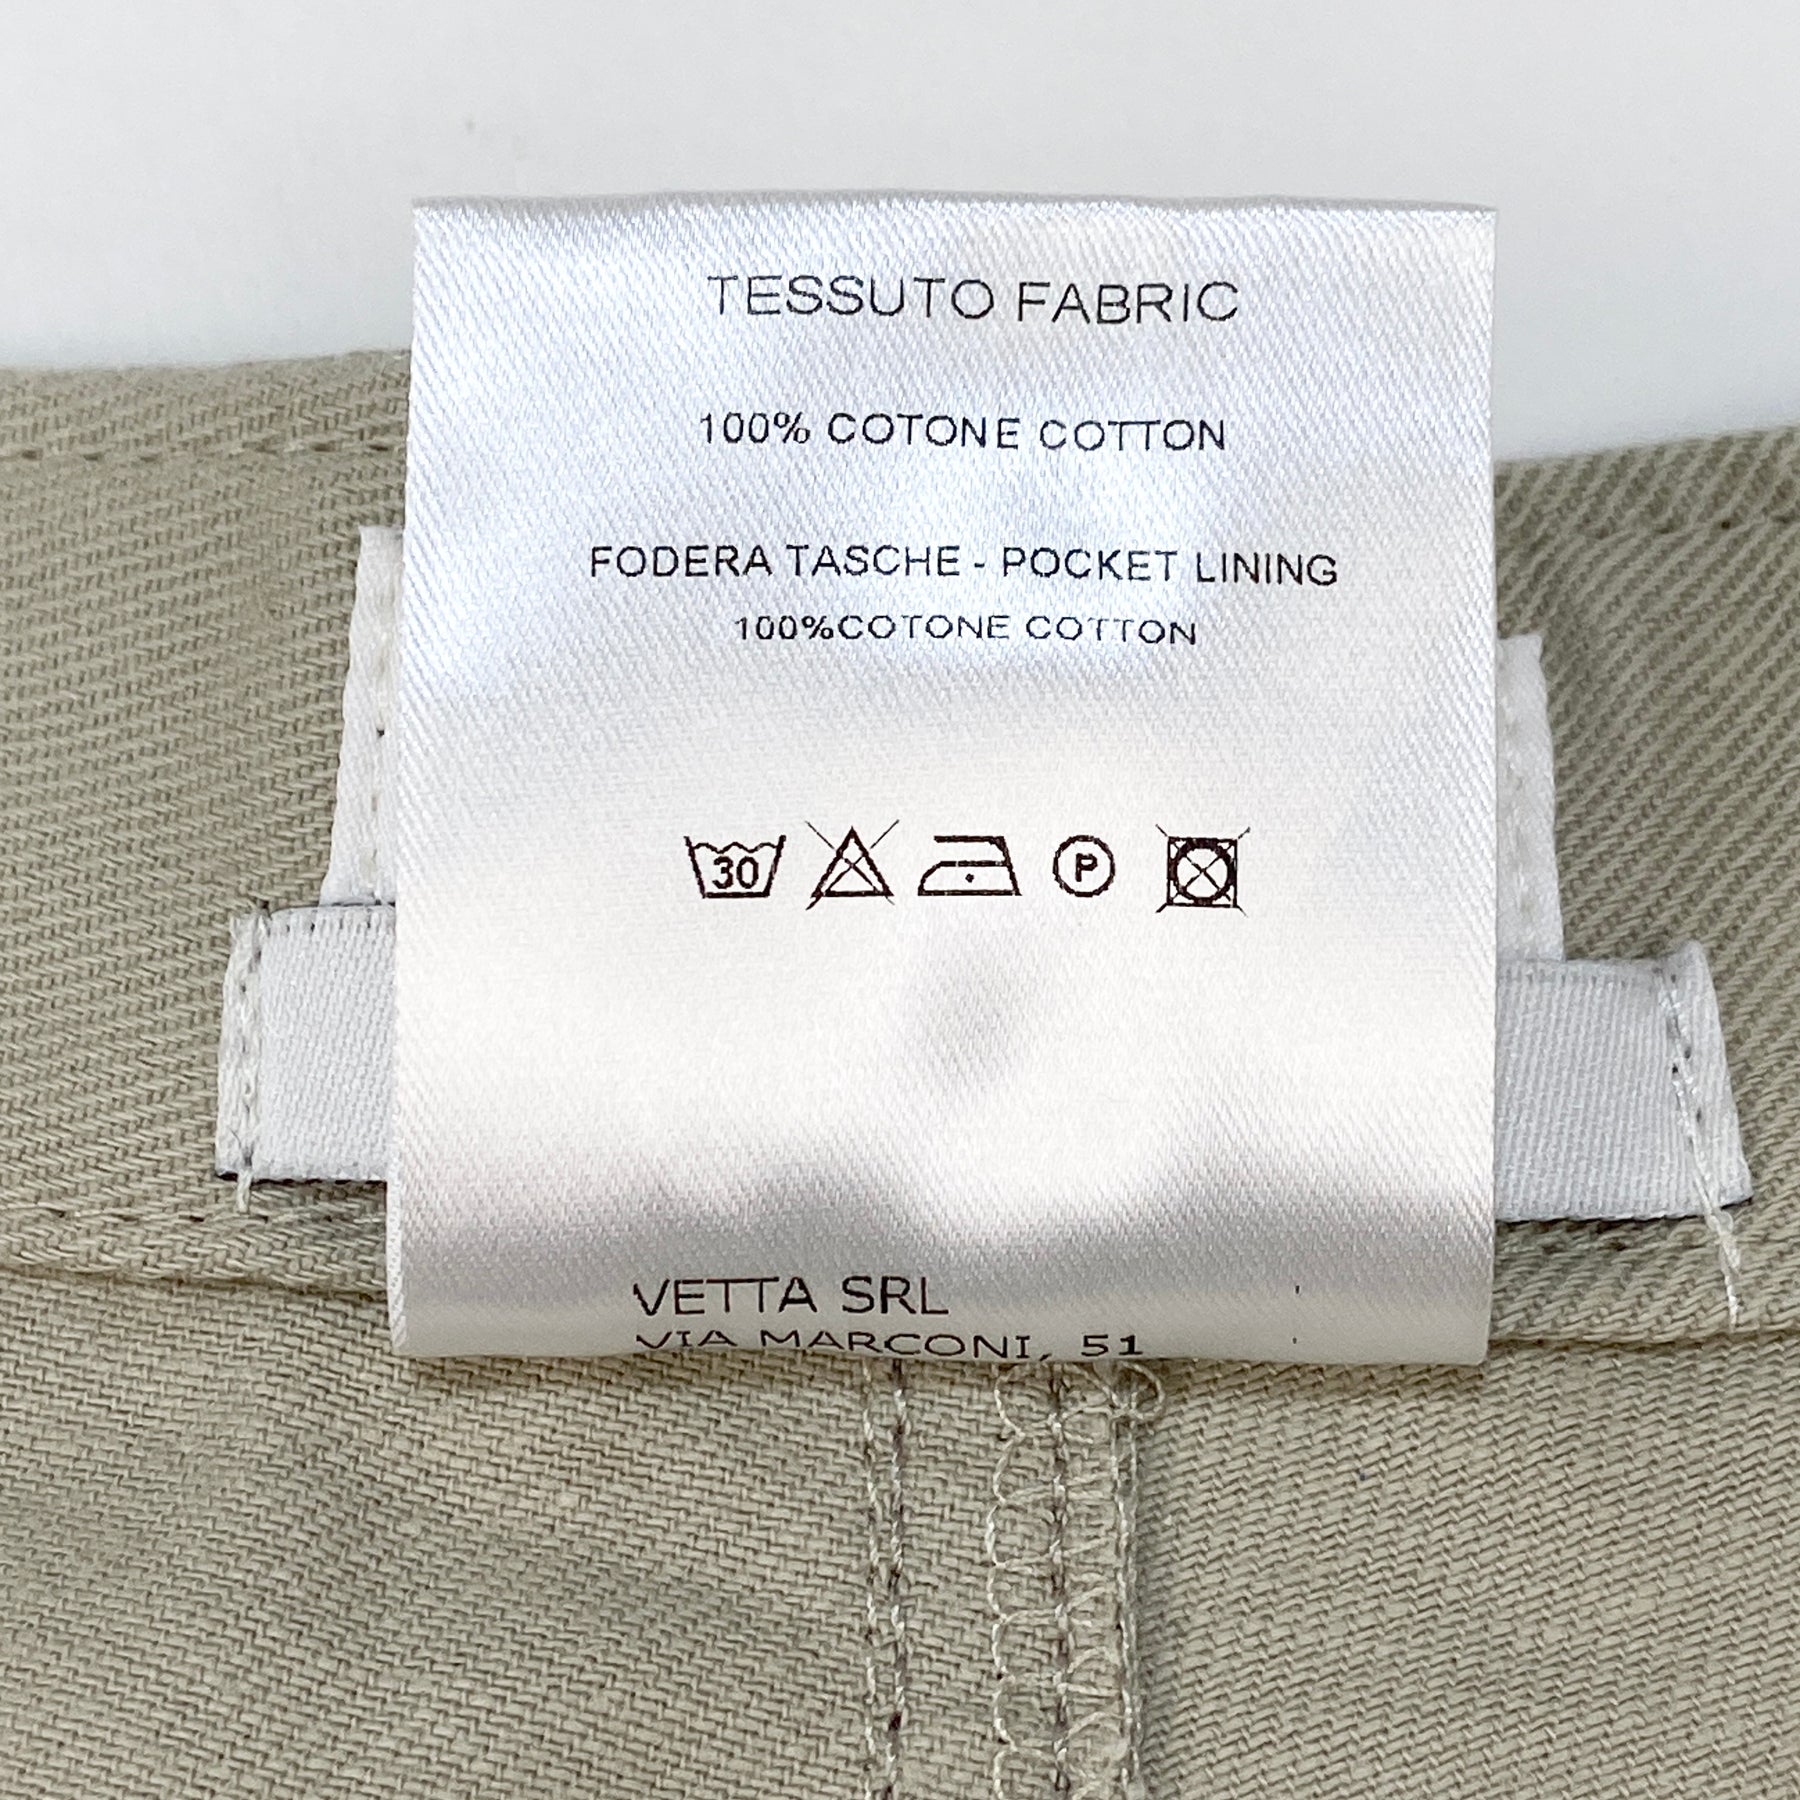 TESSUTO FABRIC
100% COTONE COTTON
FODERA TASCHE - POCKET LINING
100%COTONE COTTON
30 P
VETTA SRL
VIA MARCONI, 51